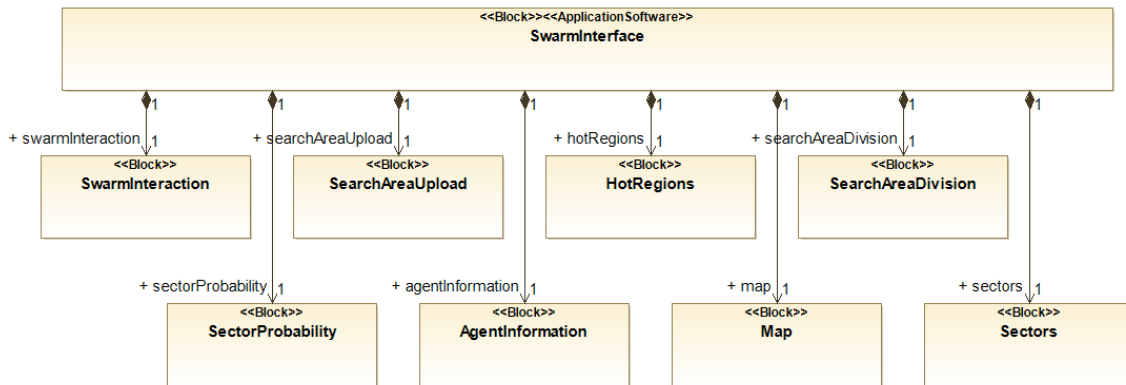 <<Block>><<ApplicationSoftware>>
SwarmInterface
1 1 1 1 1 1 1 1
+ swarmInteraction 1
+ searchAreaUpload 1
+ hotRegions 1
+ searchAreaDivision 1
<<Block>>
SwarmInteraction
<<Block>>
SearchAreaUpload
<<Block>>
HotRegions
<<Block>>
SearchAreaDivision
+ sectorProbability 1
+ agentInformation 1
+ map 1
+ sectors 1
<<Block>>
SectorProbability
<<Block>>
AgentInformation
<<Block>>
Map
<<Block>>
Sectors